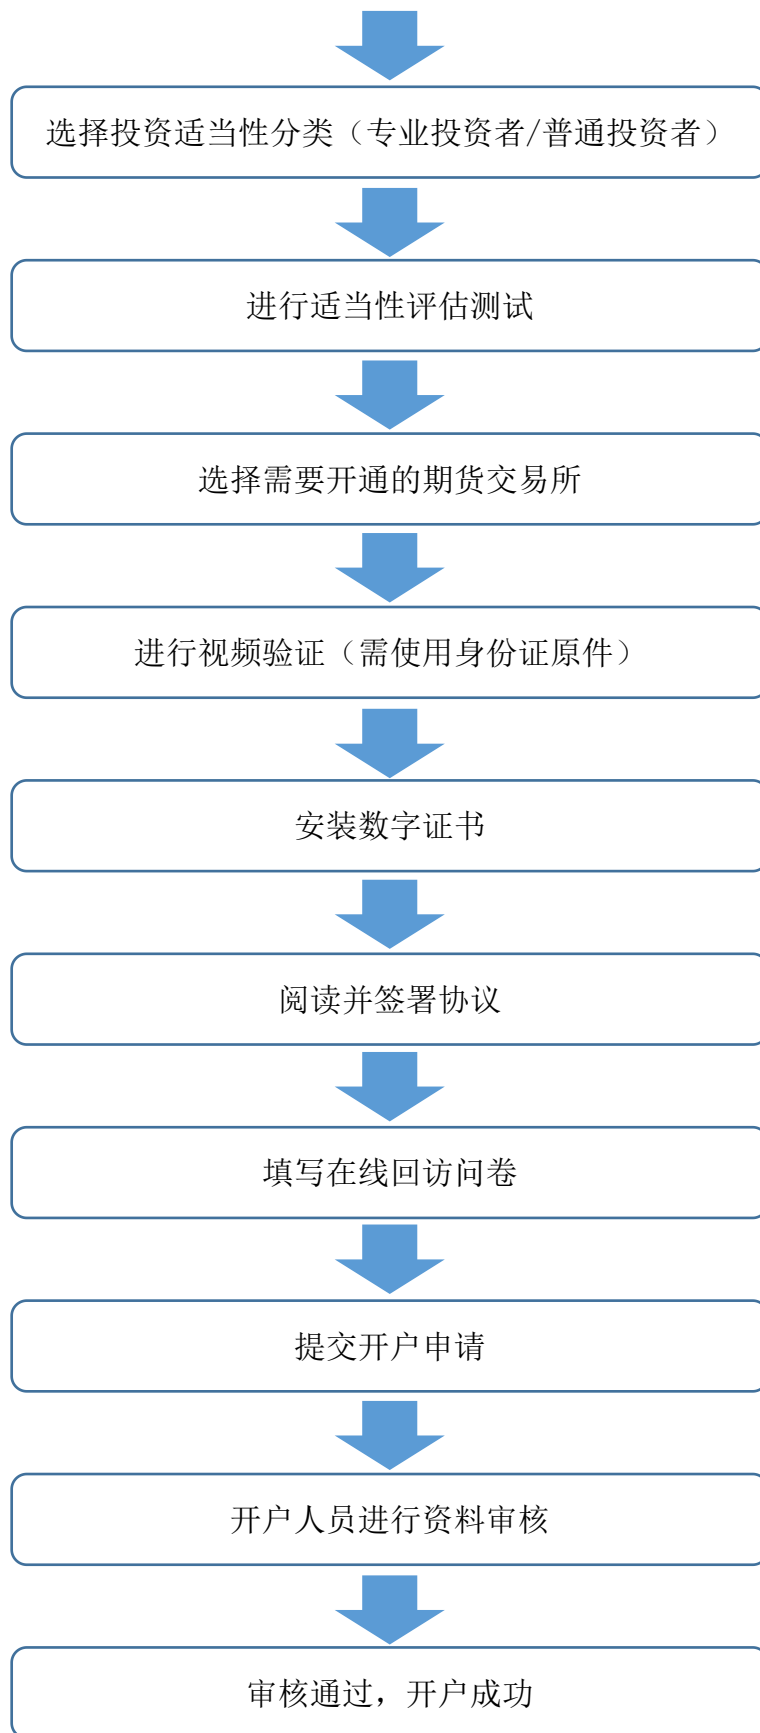 选择投资适当性分类（专业投资者/普通投资者）
进行适当性评估测试
选择需要开通的期货交易所
进行视频验证（需使用身份证原件）
安装数字证书
阅读并签署协议
填写在线回访问卷
提交开户申请
开户人员进行资料审核
审核通过，开户成功